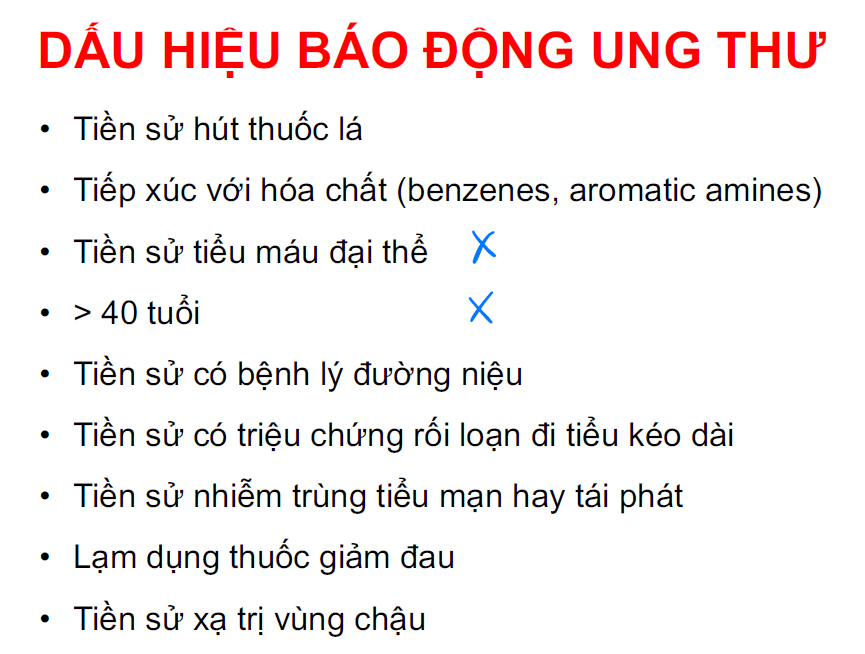 DẤU HIỆU BÁO ĐỘNG UNG THƯ
• Tiền sử hút thuốc lá
• Tiếp xúc với hóa chất (benzenes, aromatic amines)
• Tiền sử tiểu máu đại thể X
• > 40 tuổi X
• Tiền sử có bệnh lý đường niệu
• Tiền sử có triệu chứng rối loạn đi tiểu kéo dài
• Tiền sử nhiễm trùng tiểu mạn hay tái phát
• Lạm dụng thuốc giảm đau
• Tiền sử xạ trị vùng chậu